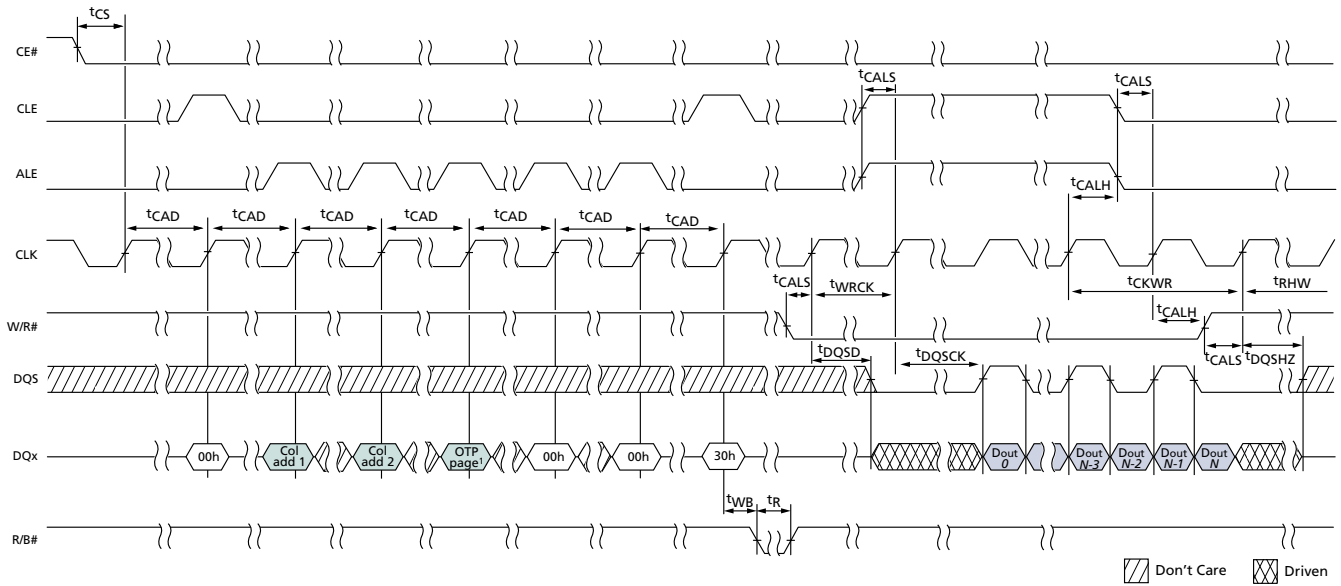 tCS
CE#
tCALS
tCALS
CLE
ALE
tCALH
tCAD
tCAD
tCAD
tCAD
tCAD
tCAD
tCAD
CLK
tCALS
tWRCK
tCKWR
tRHW
tCALH
W/R#
tDQSD
tDQSCK
tCALS
tDQSHZ
DQS
DQx
00h
Col add 1
Col add 2
OTP page1
00h
00h
30h
Dout 0
Dout N-3
Dout N-2
Dout N-1
Dout N
tWB
tR
R/B#
Don't Care
Driven